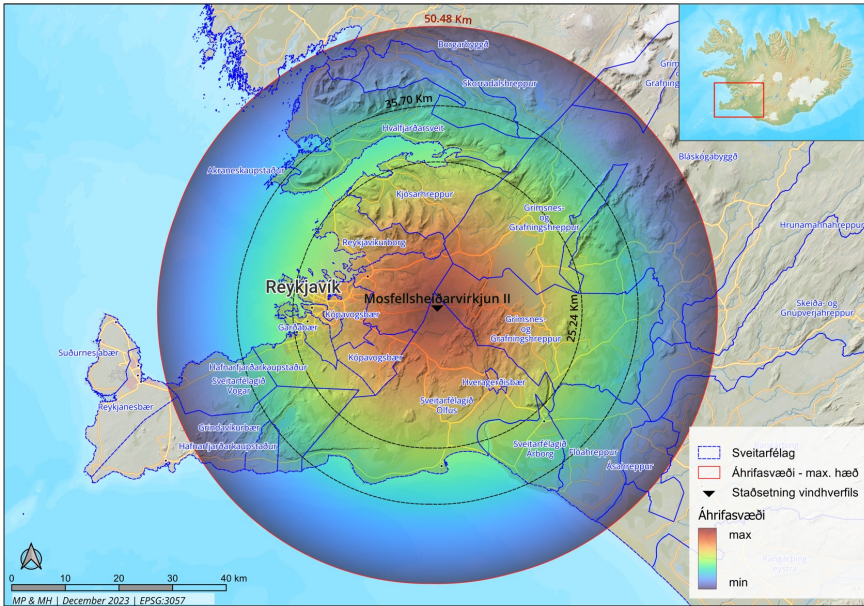 50.48 Km
Borgarbyggð
Skorradalshreppur
35.70 Km
Hvalfjarðarsveit
Akraneskaupstaður
Bláskógabyggð
Kjósarhreppur
Grímsnes-
og
Grafningshreppur
Hrunamannahreppur
Reykjavíkurborg
Reykjavík
Mosfellsheiðarvirkjun II
Skeiða- og
Gnúpverjahreppur
Kópavogsbær
Garðabær
25.24 Km
Grímsnes-
og
Grafningshreppur
Suðurnesjabær
Kópavogsbær
Hafnarfjarðarkaupstaður
Sveitarfélagið
Vogar
Hveragerðisbær
Reykjanesbær
Sveitarfélagið
Ölfus
Grindavíkurbær
Hafnarfjarðarkaupstaður
Sveitarfélagið
Árborg
Flóahreppur
Ásahreppur
Sveitarfélag
Áhrifasvæði - max. hæð
Staðsetning vindhverfils
Áhrifasvæði
max
min
Rangárþing
eystra
0 10 20 30 40 km
MP & MH | December 2023 | EPSG:3057